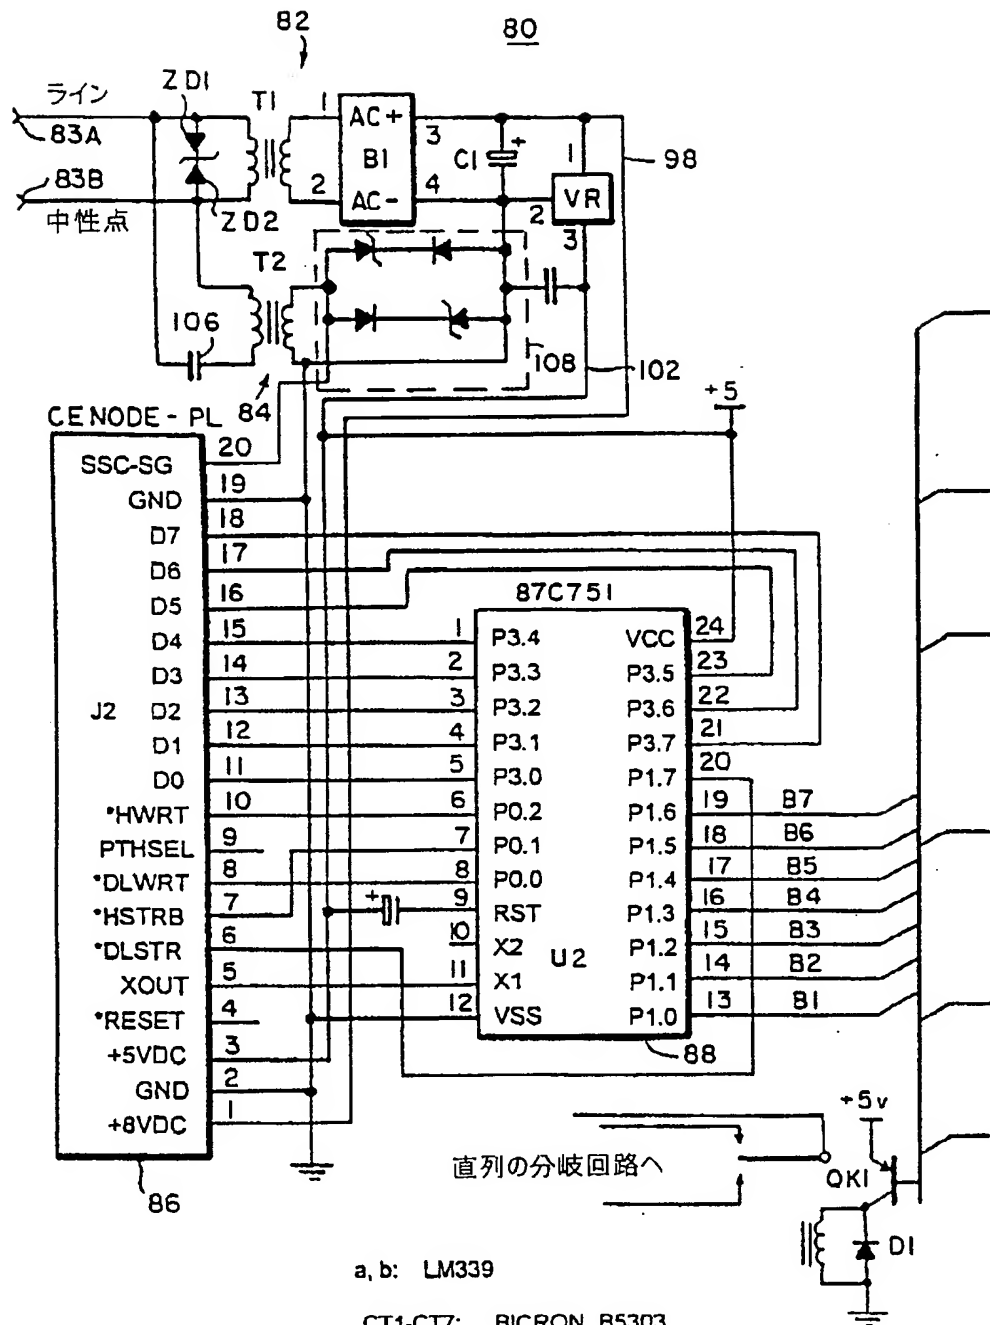 82
80
ライン
ZD1
T1
1
AC+
3
C1
+
1
98
83A
B1
83B
2
AC-
4
2
VR
中性点
ZD2
3
T2
106
108
102
84
+5
CENODE-PL
20
SSC-SG
19
GND
18
D7
17
D6
16
D5
15
D4
14
D3
13
J2
D2
12
D1
11
D0
10
*HWRT
9
PTHSEL
8
*DLWRT
7
*HSTRB
6
*DLSTR
5
XOUT
4
*RESET
3
+5VDC
2
GND
1
+8VDC
86
87C751
1
P3.4
VCC
24
2
P3.3
P3.5
23
3
P3.2
P3.6
22
4
P3.1
P3.7
21
5
P3.0
P1.7
20
6
P0.2
P1.6
19
B7
7
P0.1
P1.5
18
B6
8
P0.0
P1.4
17
B5
+
9
RST
P1.3
16
B4
10
X2
P1.2
15
B3
U2
11
X1
P1.1
14
B2
12
VSS
P1.0
13
B1
88
+5v
直列の分岐回路へ
QK1
D1
a, b: LM339
CT1-CT7: BICRON B5303